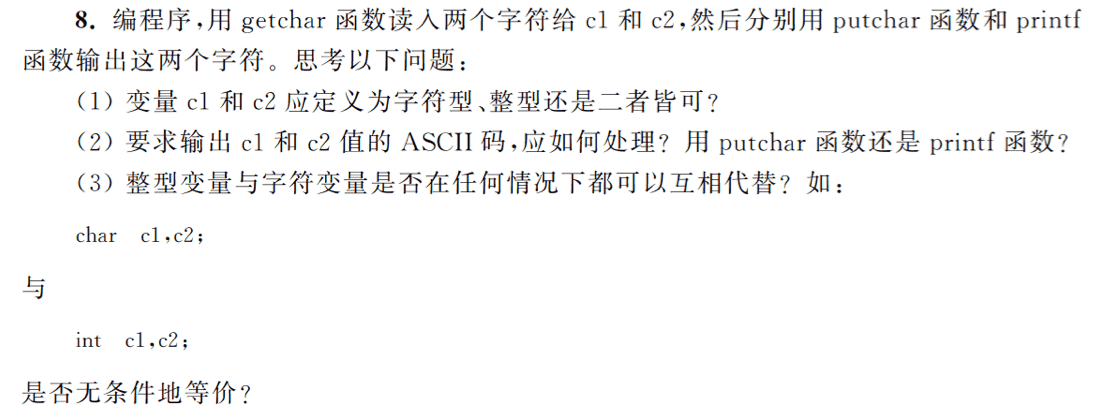 8. 编程序,用 getchar 函数读入两个字符给 c1 和 c2,然后分别用 putchar 函数和 printf
函数输出这两个字符。思考以下问题:
(1) 变量 c1 和 c2 应定义为字符型、整型还是二者皆可?
(2) 要求输出 c1 和 c2 值的 ASCII 码,应如何处理? 用 putchar 函数还是 printf 函数?
(3) 整型变量与字符变量是否在任何情况下都可以互相代替? 如:
char c1,c2;
与
int c1,c2;
是否无条件地等价?